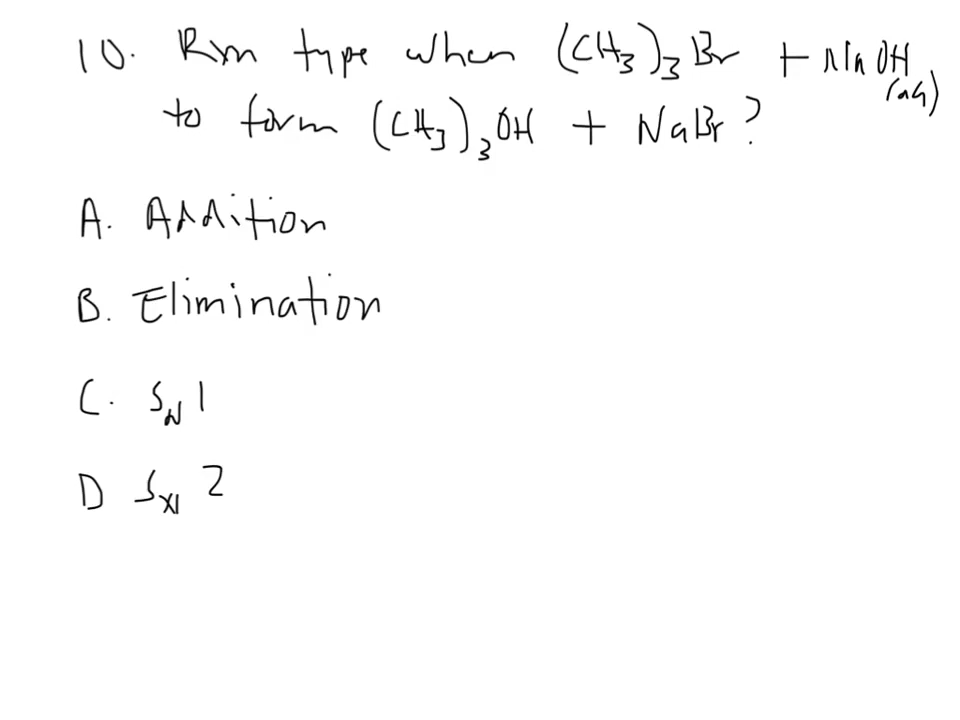 10. Rxn type when (CH₃)₃Br + NaOH (aq)
to form (CH₃)₃OH + NaBr?
A. Addition
B. Elimination
C. SN1
D SN2